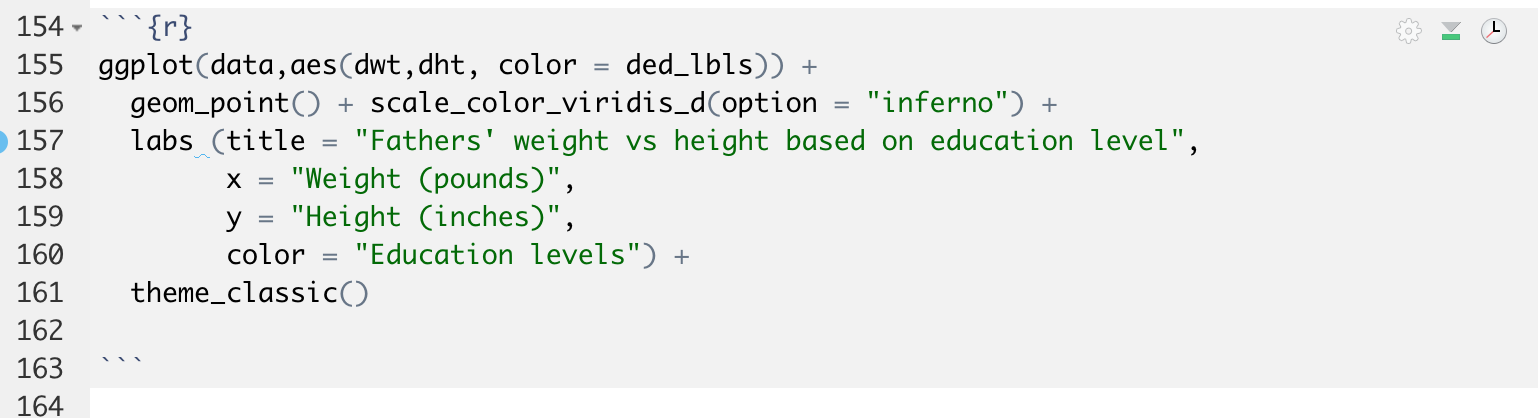 154 ```{r}
155 ggplot(data,aes(dwt,dht, color = ded_lbls)) +
156   geom_point() + scale_color_viridis_d(option = "inferno") +
157   labs (title = "Fathers' weight vs height based on education level",
158         x = "Weight (pounds)",
159         y = "Height (inches)",
160         color = "Education levels") +
161   theme_classic()
162
163 ```
164